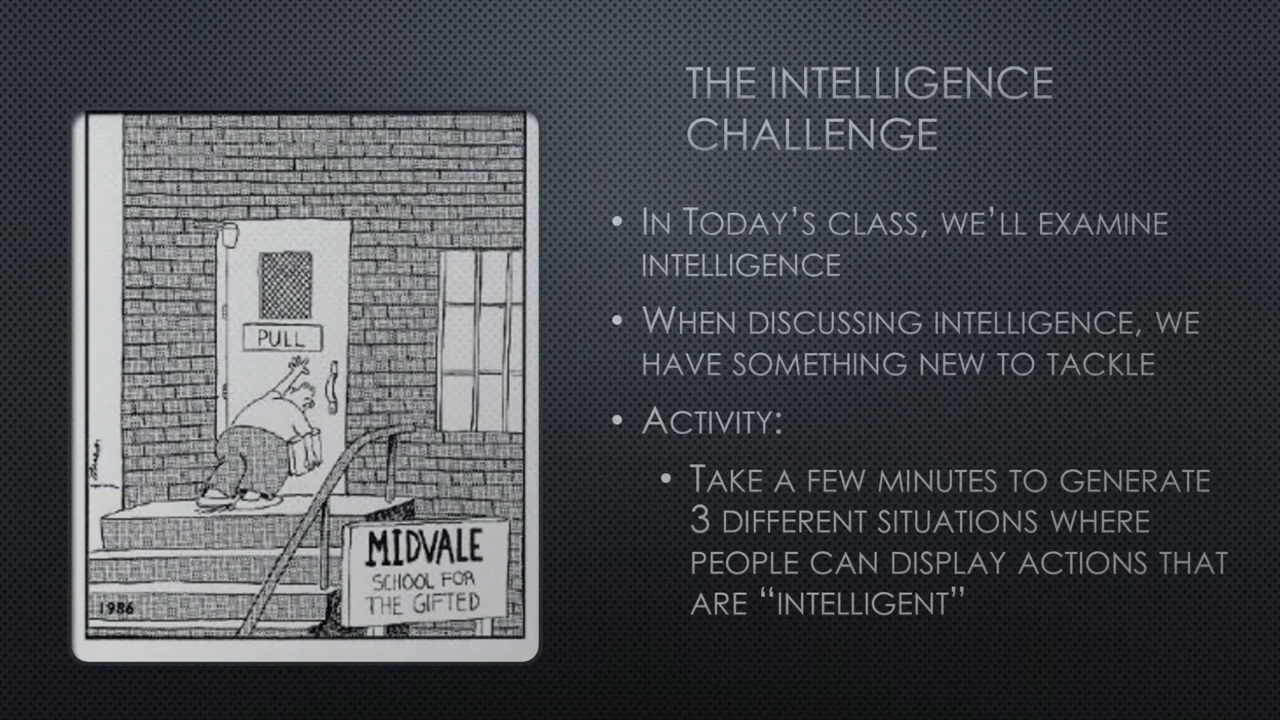 THE INTELLIGENCE
CHALLENGE
• IN TODAY'S CLASS, WE'LL EXAMINE
INTELLIGENCE
• WHEN DISCUSSING INTELLIGENCE, WE
HAVE SOMETHING NEW TO TACKLE
• ACTIVITY:
• TAKE A FEW MINUTES TO GENERATE
3 DIFFERENT SITUATIONS WHERE
PEOPLE CAN DISPLAY ACTIONS THAT
ARE “INTELLIGENT”
PULL
MIDVALE
SCHOOL FOR
THE GIFTED
1986